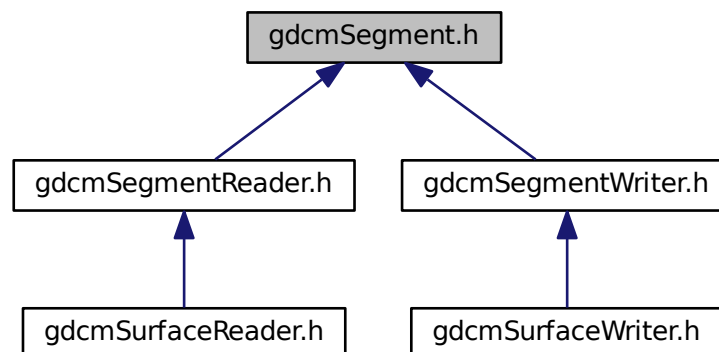 gdcmSegment.h
gdcmSegmentReader.h
gdcmSegmentWriter.h
gdcmSurfaceReader.h
gdcmSurfaceWriter.h